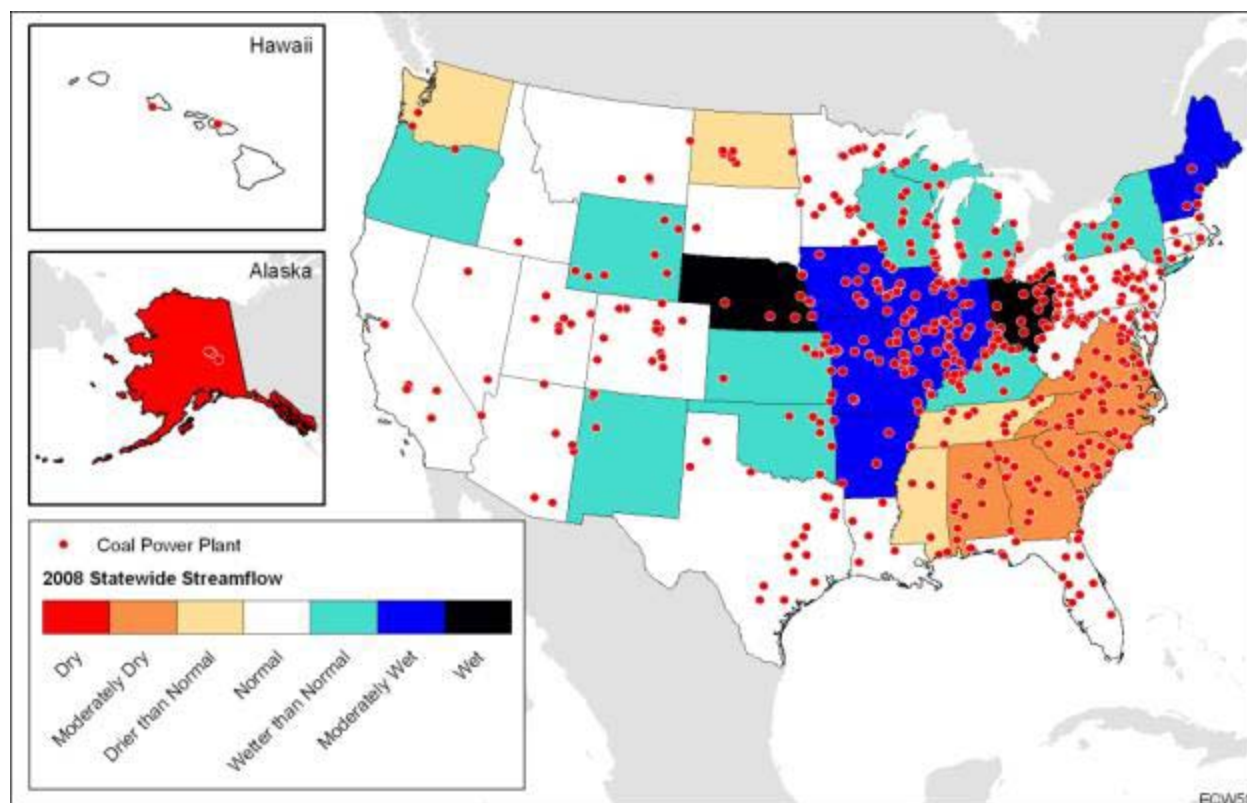 Hawaii
Alaska
Coal Power Plant
2008 Statewide Streamflow
Dry
Moderately Dry
Drier than Normal
Normal
Wetter than Normal
Moderately Wet
Wet